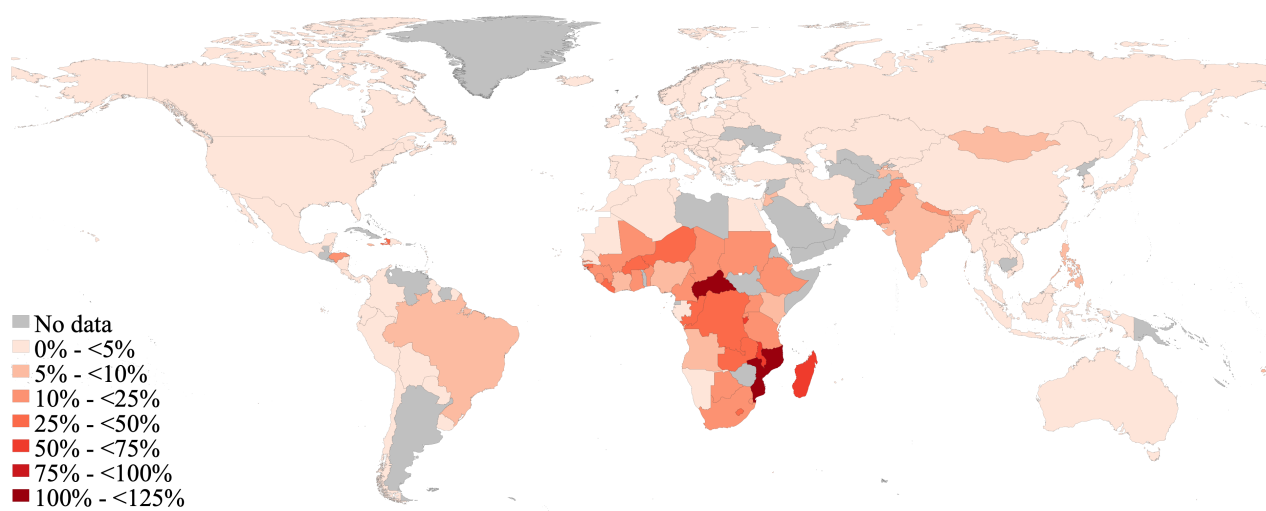 No data
0% - <5%
5% - <10%
10% - <25%
25% - <50%
50% - <75%
75% - <100%
100% - <125%